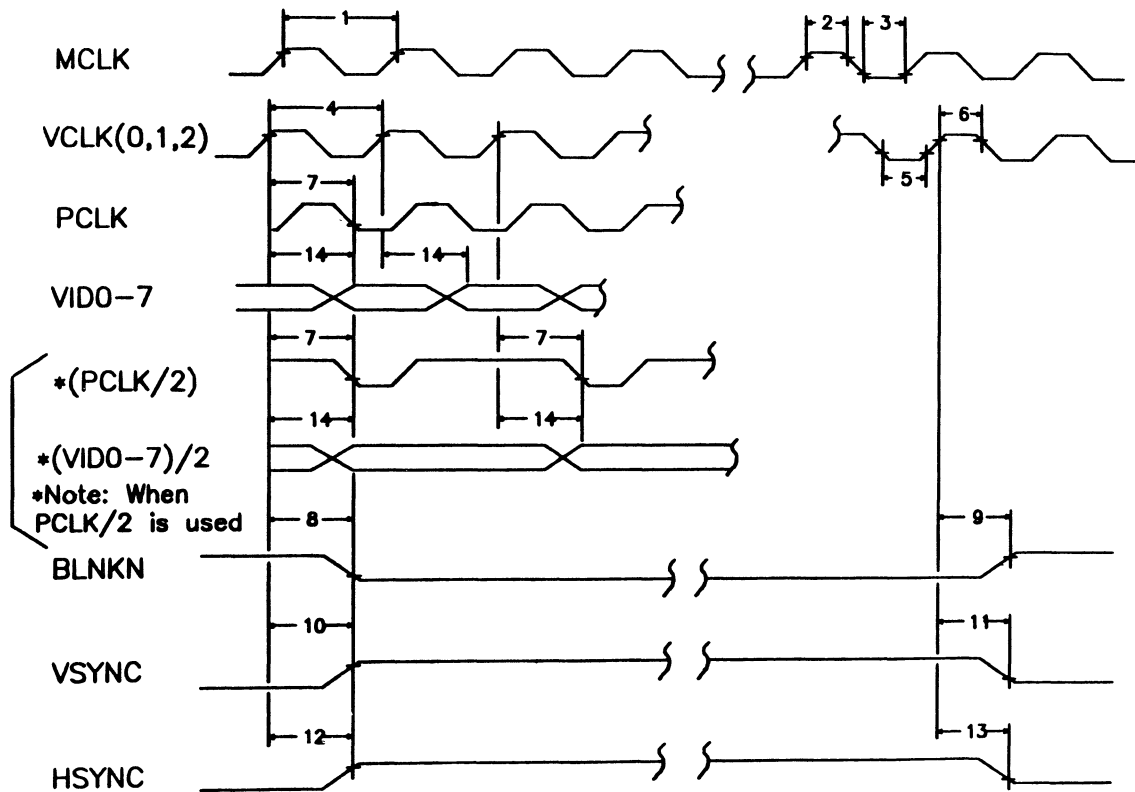 1
2
3
MCLK
4
6
VCLK(0,1,2)
5
7
PCLK
14
14
VIDO-7
7
7
*(PCLK/2)
14
14
*(VIDO-7)/2
*Note: When
PCLK/2 is used
8
9
BLNKN
10
11
VSYNC
12
13
HSYNC